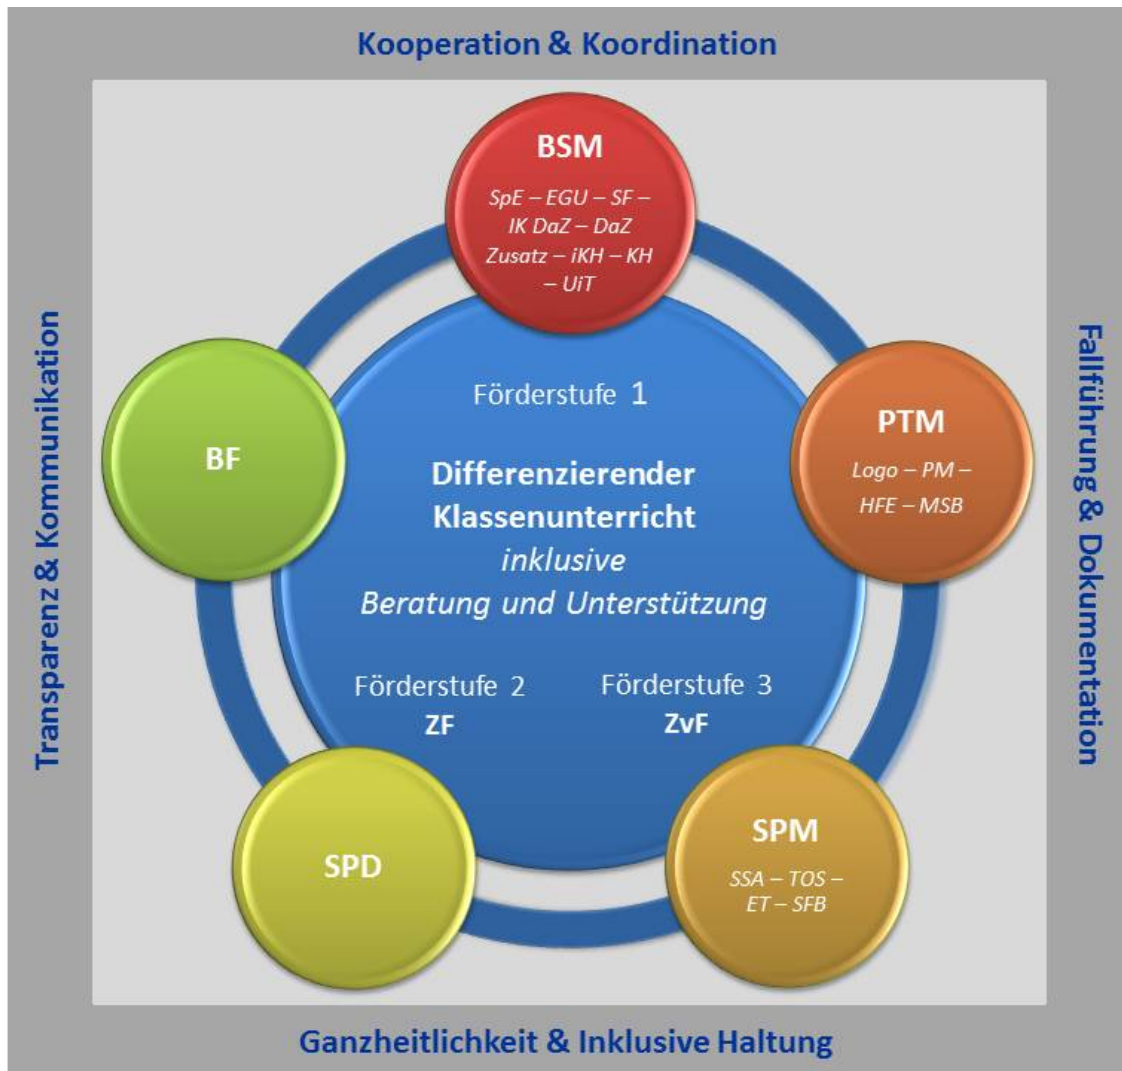 Kooperation & Koordination
BSM
SpE – EGU – SF –
IK DaZ – DaZ
Zusatz – iKH – KH
– UiT
Transparenz & Kommunikation
Fallführung & Dokumentation
BF
PTM
Logo – PM –
HFE – MSB
Förderstufe 1
Differenzierender
Klassenunterricht
inklusive
Beratung und Unterstützung
Förderstufe 2
ZF
Förderstufe 3
ZvF
SPD
SPM
SSA – TOS –
ET – SFB
Ganzheitlichkeit & Inklusive Haltung